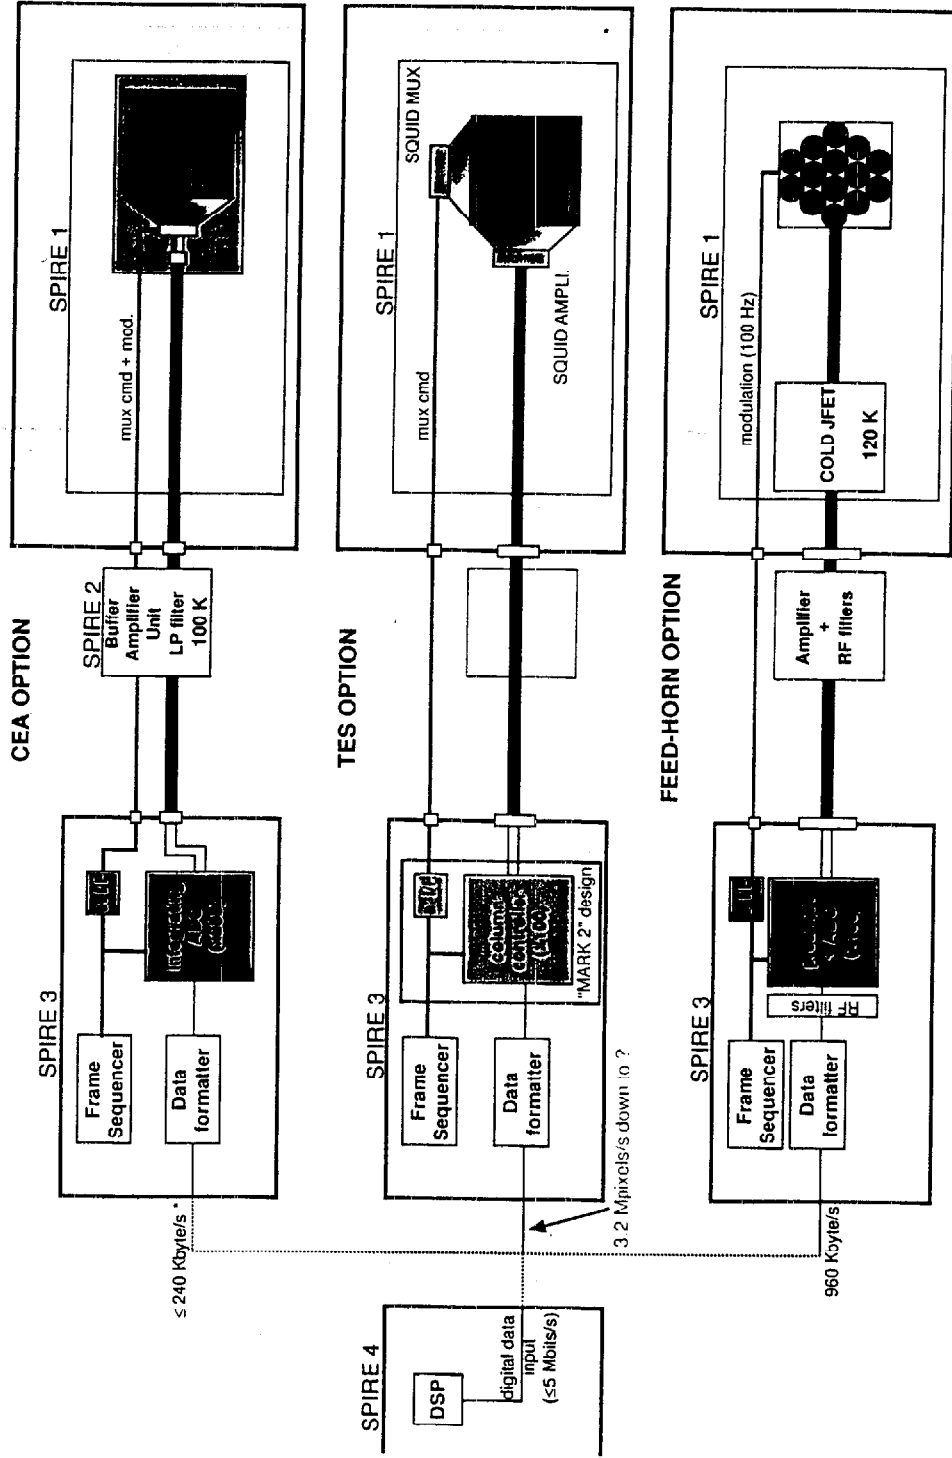 CEA OPTION
SPIRE 1
mux cmd + mod.
SPIRE 2
Buffer
Amplifier
Unit
LP filter
100 K
SPIRE 3
Frame
Sequencer
Data
formatter
≤ 240 Kbyte/s *
TES OPTION
SPIRE 1
SQUID MUX
SQUID AMPLI.
mux cmd
SPIRE 3
column
controller
(x100)
"MARK 2" design
Frame
Sequencer
Data
formatter
3.2 Mpixels/s down to ?
SPIRE 4
DSP
digital data
input
(≤5 Mbits/s)
FEED-HORN OPTION
SPIRE 1
modulation (100 Hz)
COLD JFET
120 K
Amplifier
+
RF filters
SPIRE 3
RF filters
Frame
Sequencer
Data
formatter
960 Kbyte/s